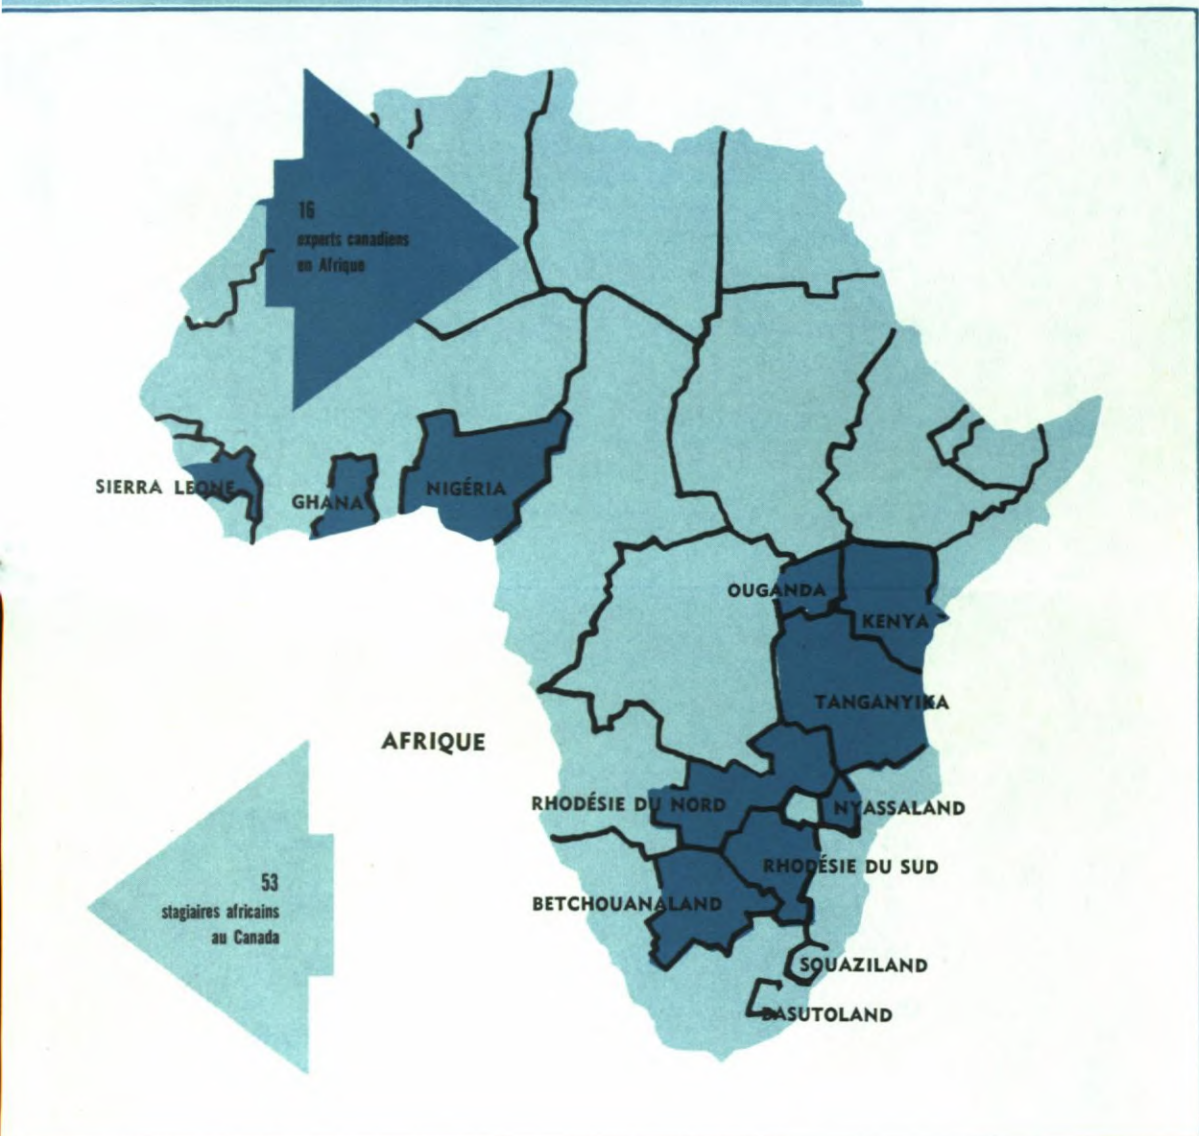 16
experts canadiens
en Afrique
SIERRA LEONE
GHANA
NIGÉRIA
OUGANDA
KENYA
TANGANYIKA
AFRIQUE
RHODÉSIE DU NORD
NYASSALAND
RHODÉSIE DU SUD
BETCHOUANALAND
53
stagiaires africains
au Canada
SOUAZILAND
BASUTOLAND